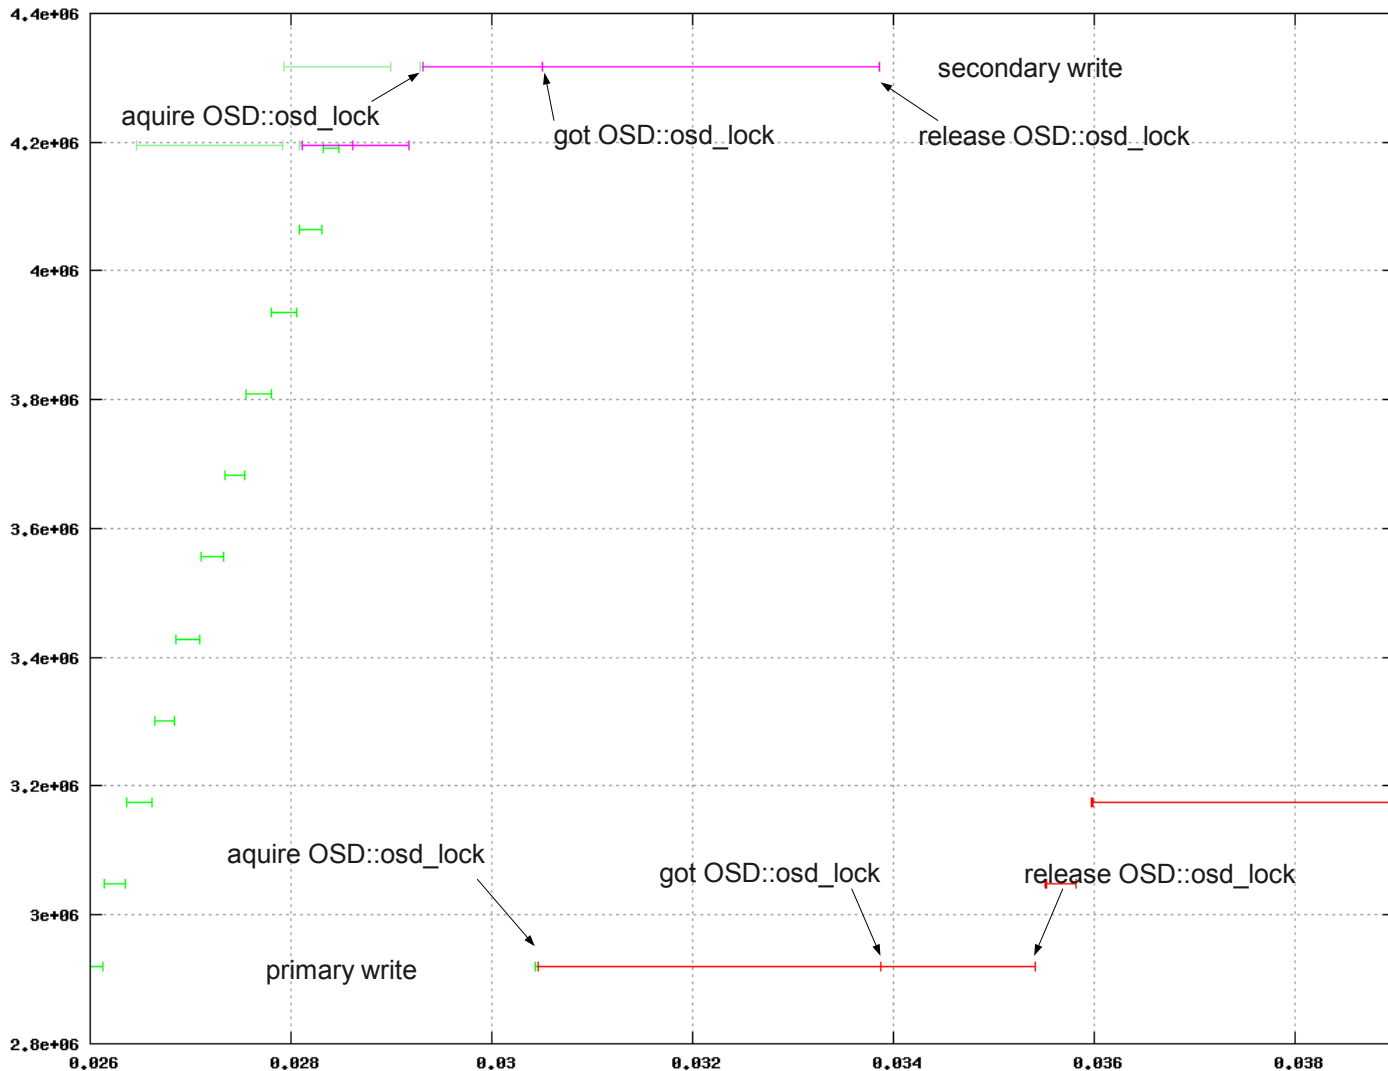 4.4e+06
secondary write
aquire OSD::osd_lock
got OSD::osd_lock
release OSD::osd_lock
4.2e+06
4e+06
3.8e+06
3.6e+06
3.4e+06
3.2e+06
aquire OSD::osd_lock
got OSD::osd_lock
release OSD::osd_lock
3e+06
primary write
2.8e+06
0.026 0.028 0.03 0.032 0.034 0.036 0.038